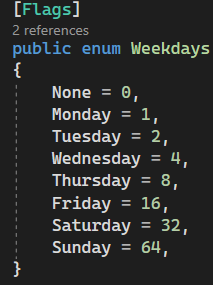 [Flags]
2 references
public enum Weekdays
{
None = 0,
Monday = 1,
Tuesday = 2,
Wednesday = 4,
Thursday = 8,
Friday = 16,
Saturday = 32,
Sunday = 64,
}